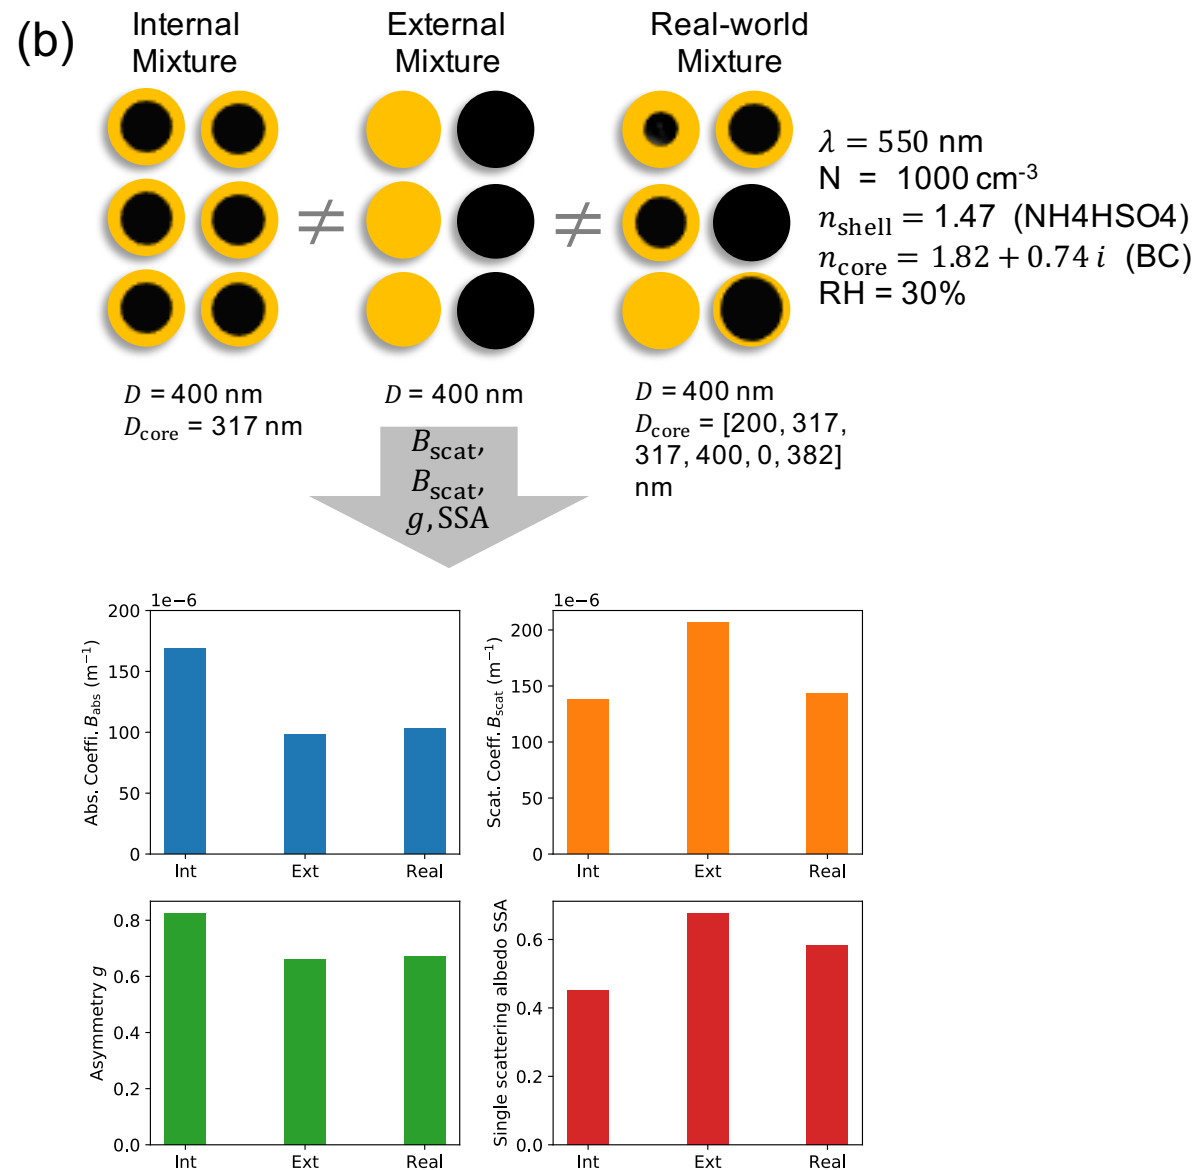 (b)
Internal
Mixture
External
Mixture
Real-world
Mixture
≠
≠
λ = 550 nm
N = 1000 cm-3
nshell = 1.47 (NH4HSO4)
ncore = 1.82 + 0.74 i (BC)
RH = 30%
D = 400 nm
Dcore = 317 nm
D = 400 nm
D = 400 nm
Dcore = [200, 317,
317, 400, 0, 382]
nm
Bscat,
Bscat,
g, SSA
1e−6
200
150
100
50
0
Abs. Coeffi. Babs (m−1)
Int Ext Real
1e−6
200
150
100
50
0
Scat. Coeff. Bscat (m−1)
Int Ext Real
0.8
0.6
0.4
0.2
0.0
Asymmetry g
Int Ext Real
0.6
0.4
0.2
0.0
Single scattering albedo SSA
Int Ext Real